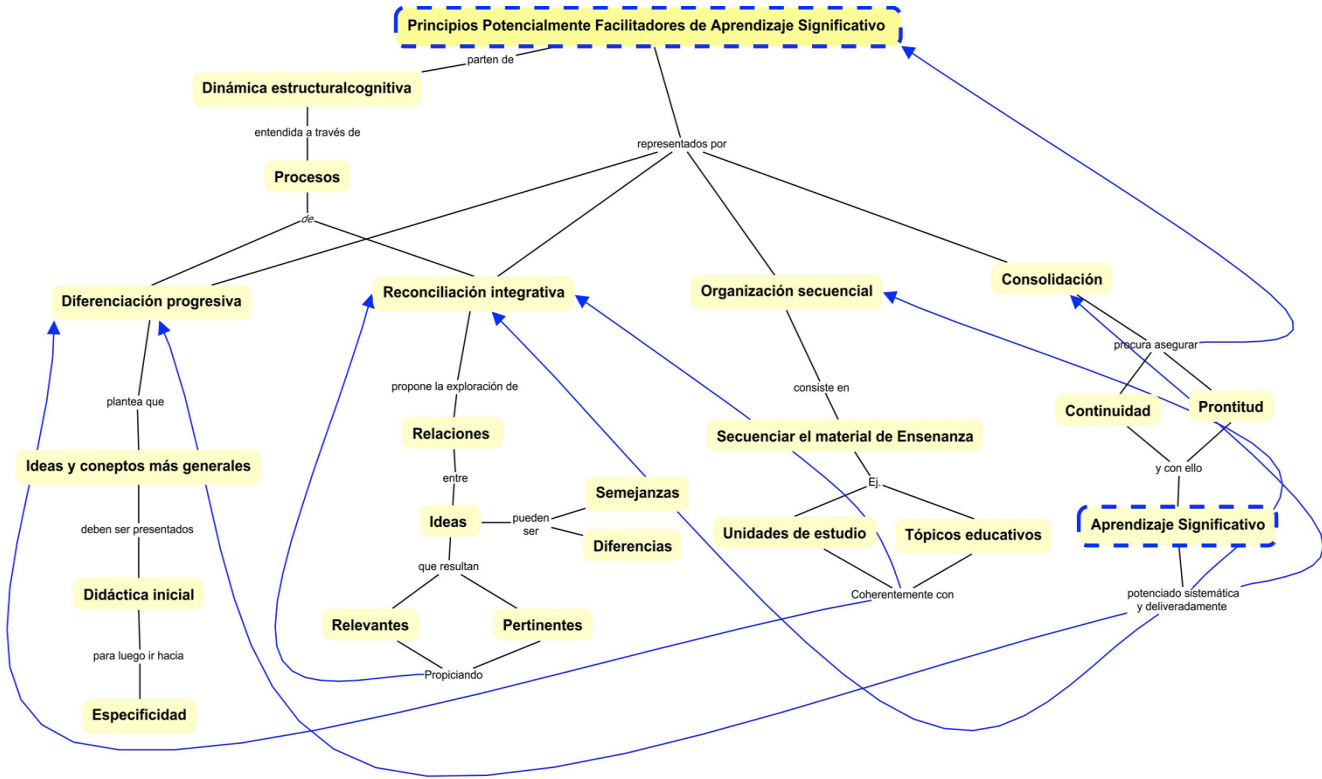 Principios Potencialmente Facilitadores de Aprendizaje Significativo
parten de
Dinámica estructuralcognitiva
entendida a través de
representados por
Procesos
de
Consolidación
Diferenciación progresiva
Reconciliación integrativa
Organización secuencial
procura asegurar
propone la exploración de
consiste en
plantea que
Continuidad
Prontitud
Relaciones
Secuenciar el material de Ensenanza
Ideas y coneptos más generales
entre
y con ello
Ej.
Semejanzas
Ideas
pueden
ser
Aprendizaje Significativo
deben ser presentados
Unidades de estudio
Tópicos educativos
Diferencias
que resultan
Didáctica inicial
Coherentemente con
potenciado sistemática
y deliveradamente
Relevantes
Pertinentes
para luego ir hacia
Propiciando
Especificidad